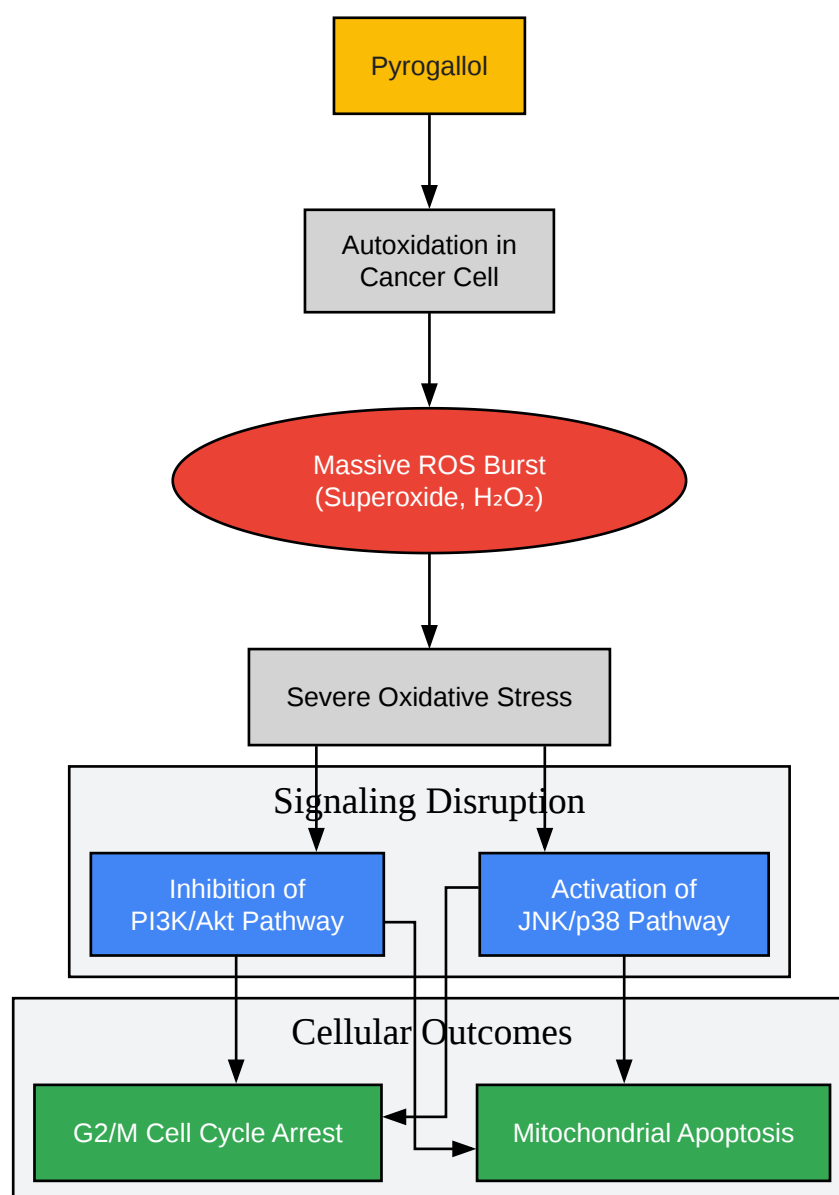 Pyrogallol
Autoxidation in
Cancer Cell
Massive ROS Burst
(Superoxide, H₂O₂)
Severe Oxidative Stress
Signaling Disruption
Inhibition of
PI3K/Akt Pathway
Activation of
JNK/p38 Pathway
Cellular Outcomes
G2/M Cell Cycle Arrest
Mitochondrial Apoptosis